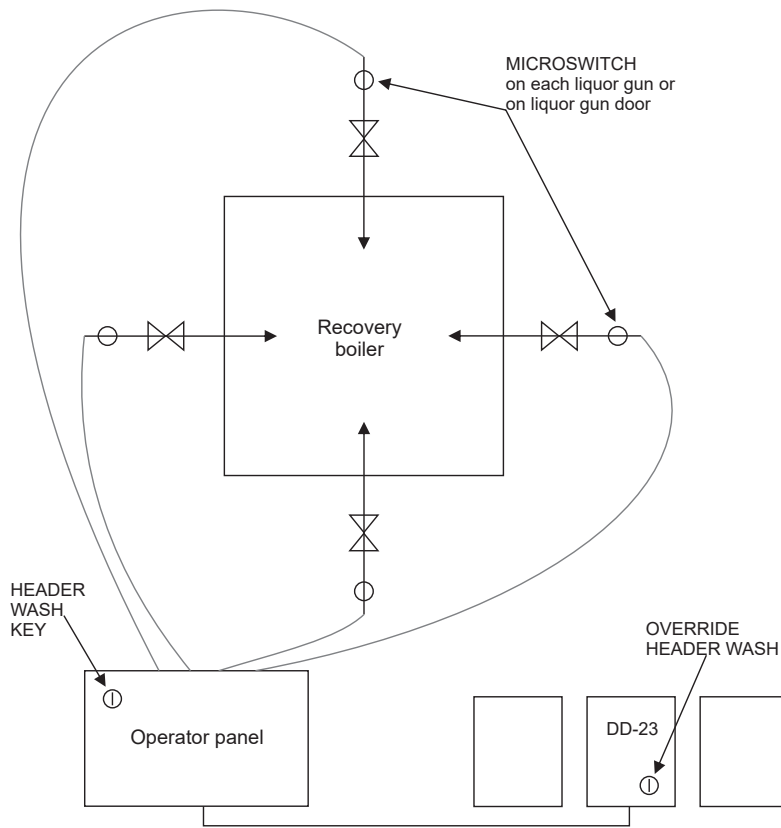 MICROSWITCH
on each liquor gun or
on liquor gun door
Recovery
boiler
HEADER
WASH
KEY
OVERRIDE
HEADER WASH
Operator panel
DD-23